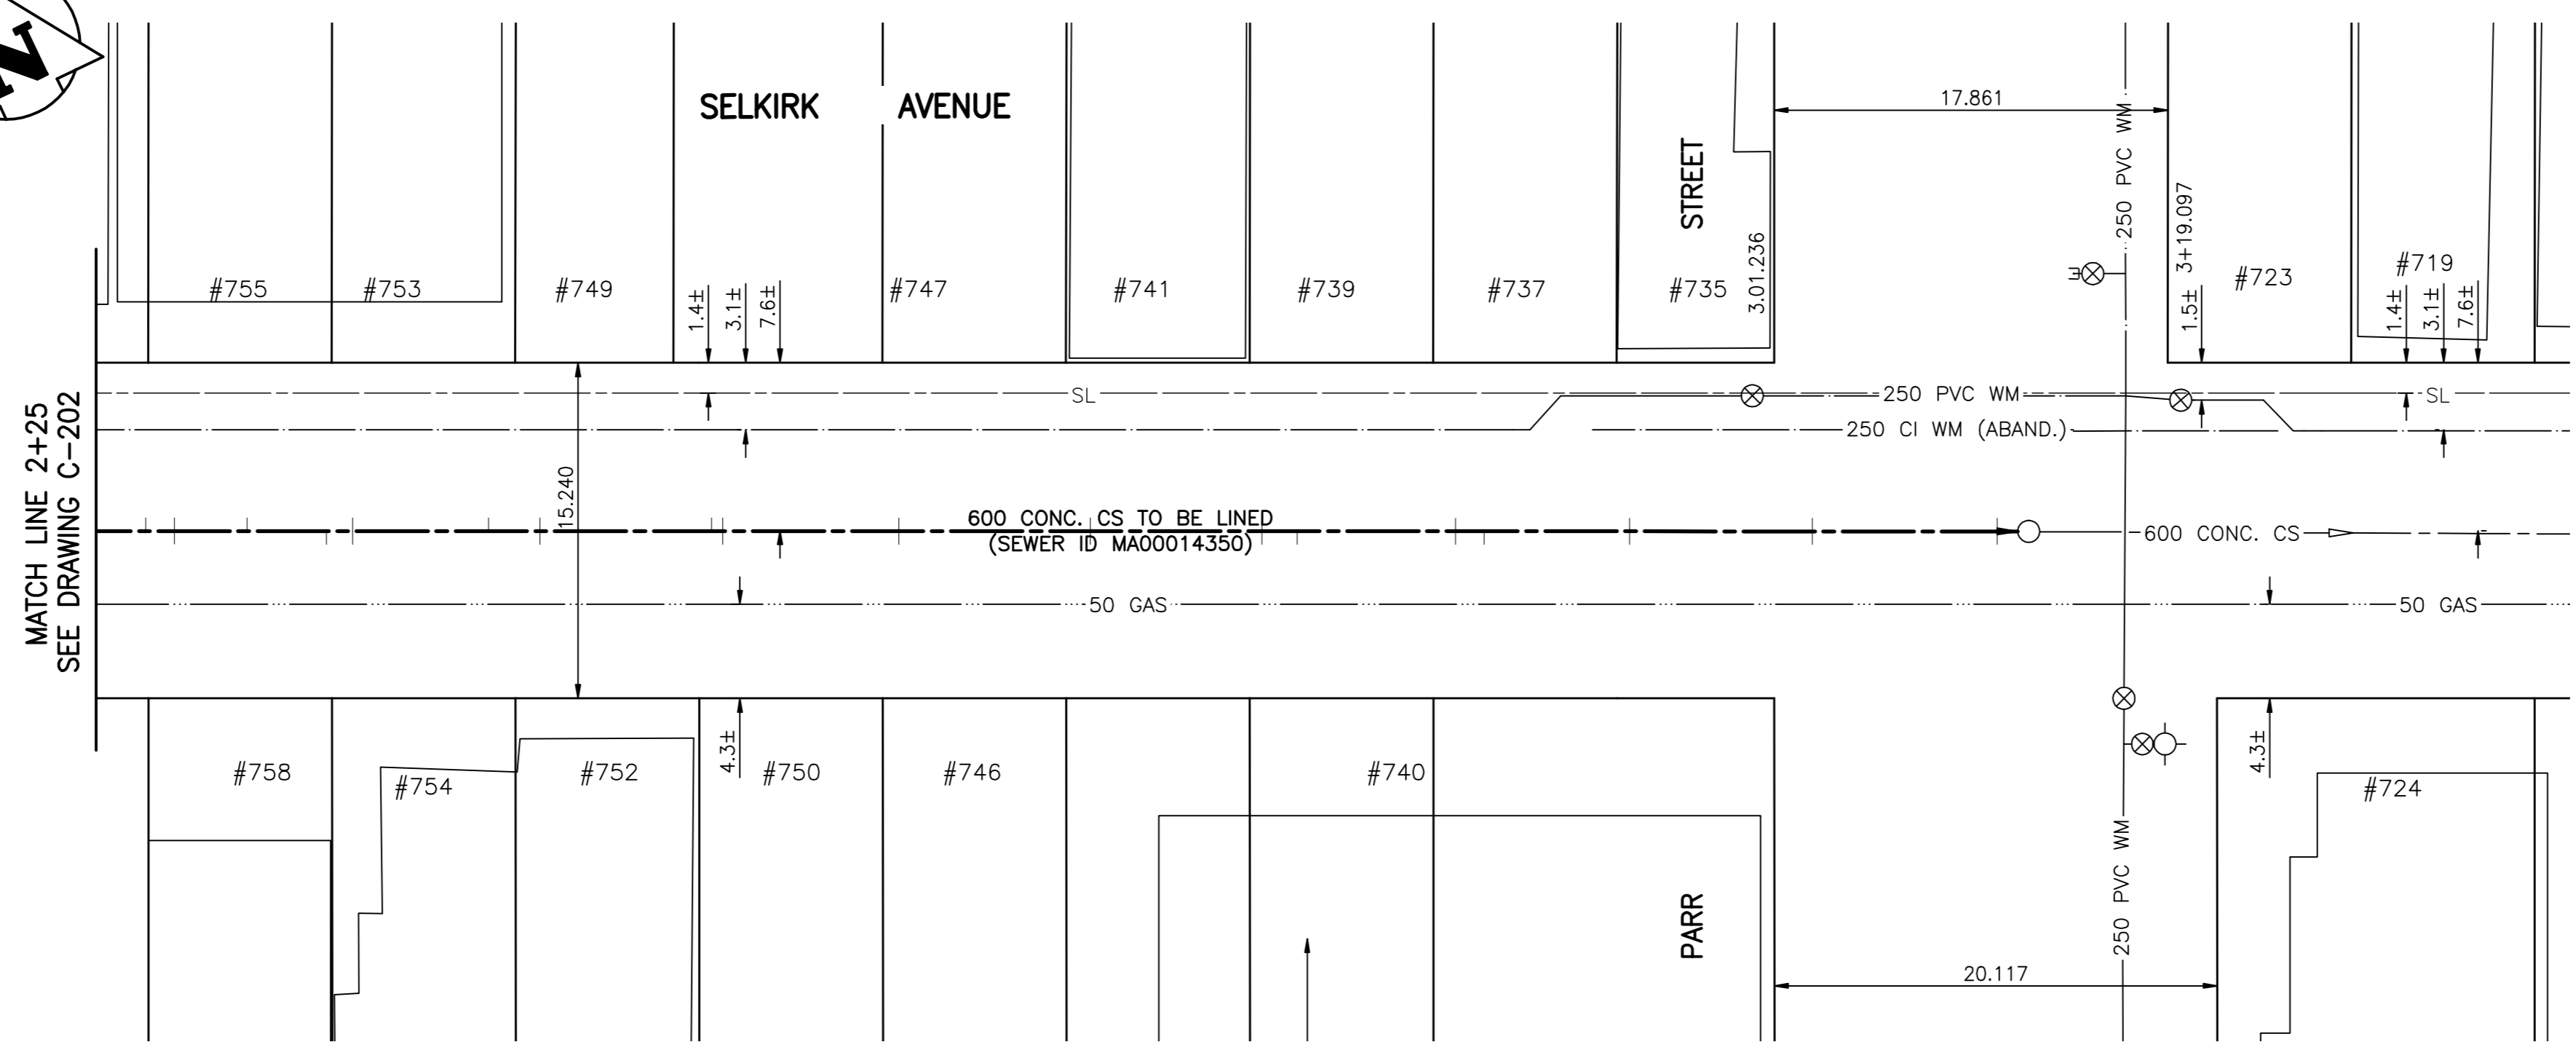 N
SELKIRK AVENUE
17.861
250 PVC WM
STREET
3+19.097
3.01.236
#755
#753
#749
1.4±
3.1±
7.6±
#747
#741
#739
#737
#735
1.5±
#723
#719
1.4±
3.1±
7.6±
MATCH LINE 2+25
SEE DRAWING C-202
SL
250 PVC WM
SL
250 CI WM (ABAND.)
15.240
600 CONC. CS TO BE LINED
(SEWER ID MA00014350)
600 CONC. CS
50 GAS
50 GAS
#758
#754
#752
4.3±
#750
#746
#740
4.3±
#724
250 PVC WM
PARR
20.117